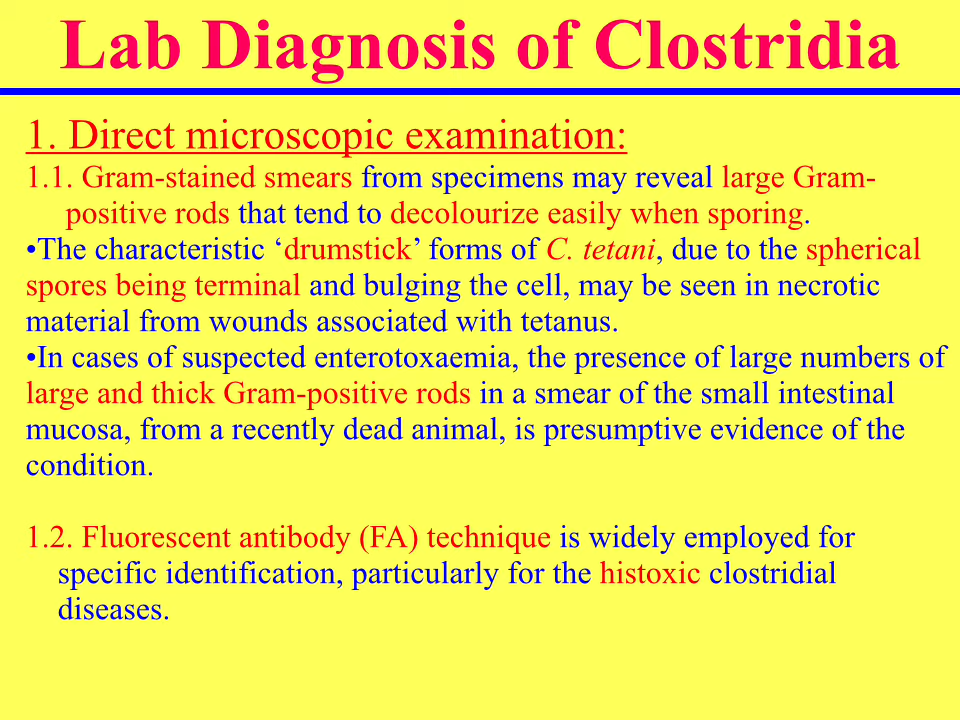 Lab Diagnosis of Clostridia
1. Direct microscopic examination:
1.1. Gram-stained smears from specimens may reveal large Gram-
positive rods that tend to decolourize easily when sporing.
•The characteristic ‘drumstick’ forms of C. tetani, due to the spherical
spores being terminal and bulging the cell, may be seen in necrotic
material from wounds associated with tetanus.
•In cases of suspected enterotoxaemia, the presence of large numbers of
large and thick Gram-positive rods in a smear of the small intestinal
mucosa, from a recently dead animal, is presumptive evidence of the
condition.
1.2. Fluorescent antibody (FA) technique is widely employed for
specific identification, particularly for the histoxic clostridial
diseases.